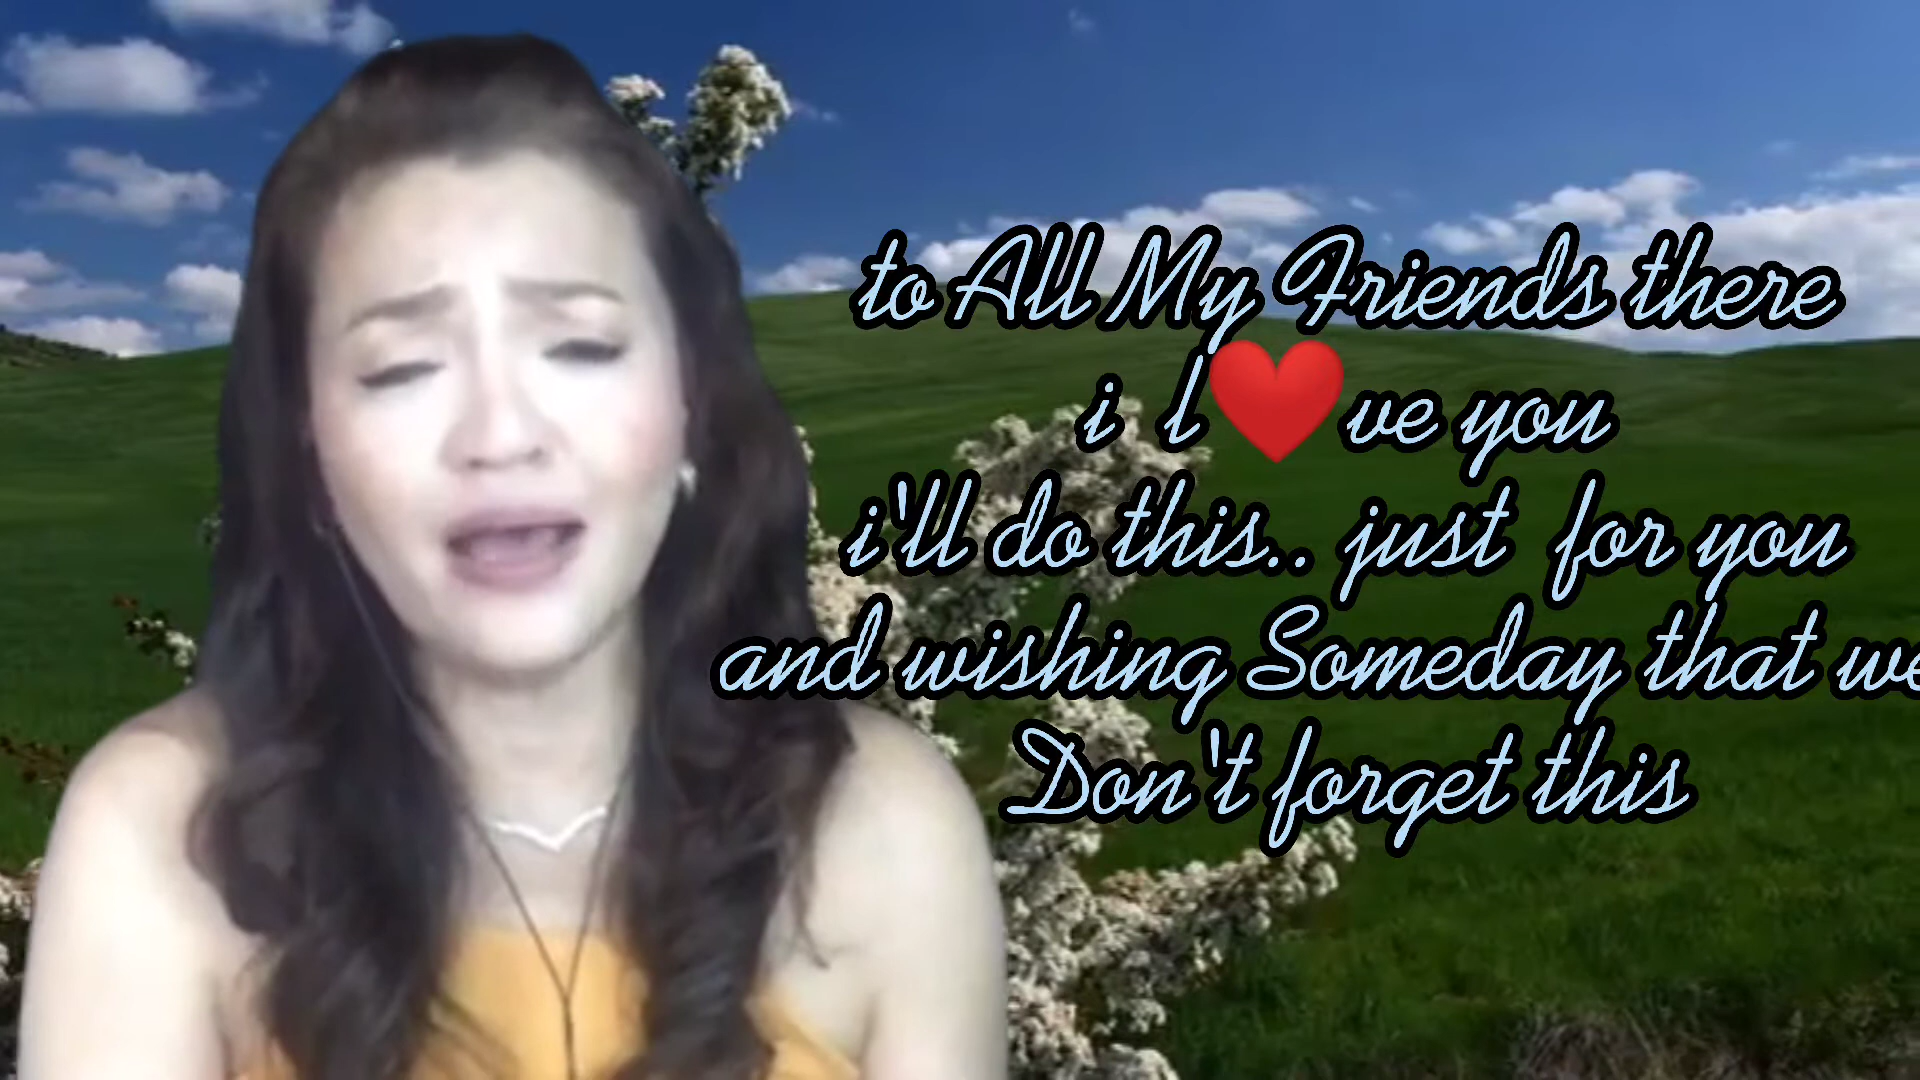 to All My Friends there
i l❤ve you
i'll do this.. just for you
and wishing Someday that we
Don't forget this